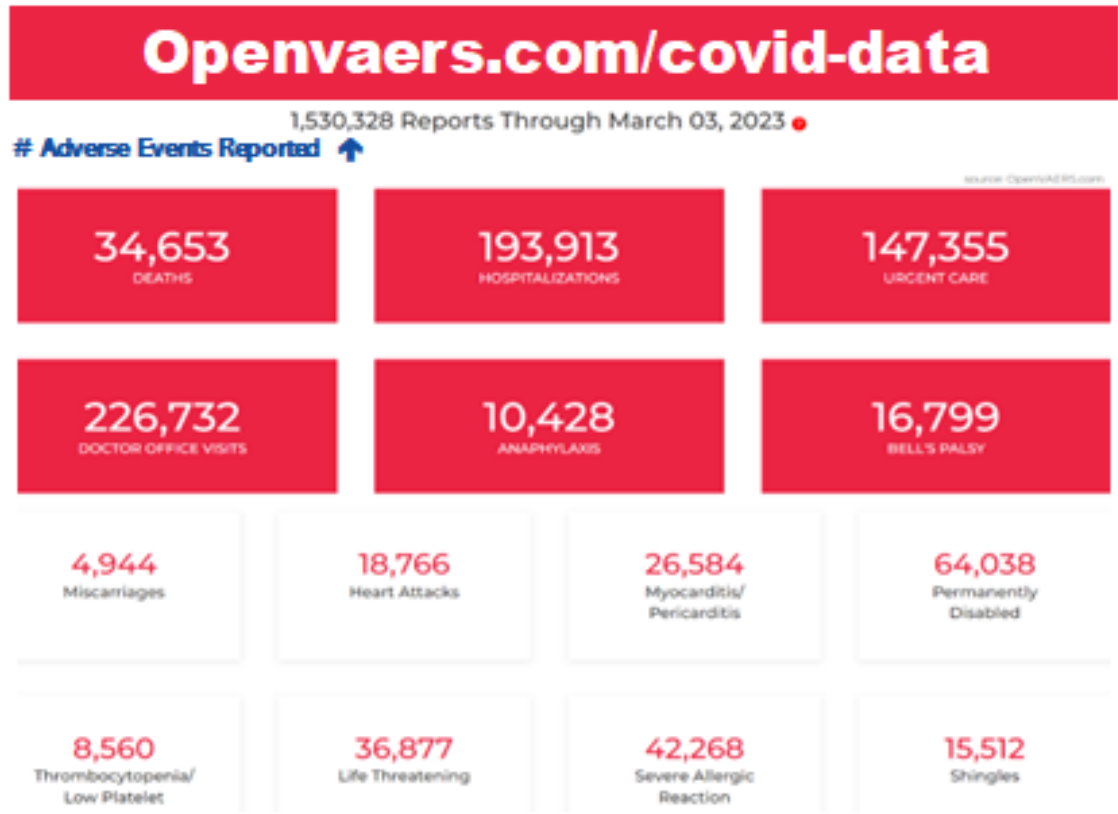 Openvaers.com/covid-data
1,530,328 Reports Through March 03, 2023
# Adverse Events Reported
source: OpenVAERS.com
34,653
DEATHS
193,913
HOSPITALIZATIONS
147,355
URGENT CARE
226,732
DOCTOR OFFICE VISITS
10,428
ANAPHYLAXIS
16,799
BELL'S PALSY
4,944
Miscarriages
18,766
Heart Attacks
26,584
Myocarditis/
Pericarditis
64,038
Permanently
Disabled
8,560
Thrombocytopenia/
Low Platelet
36,877
Life Threatening
42,268
Severe Allergic
Reaction
15,512
Shingles